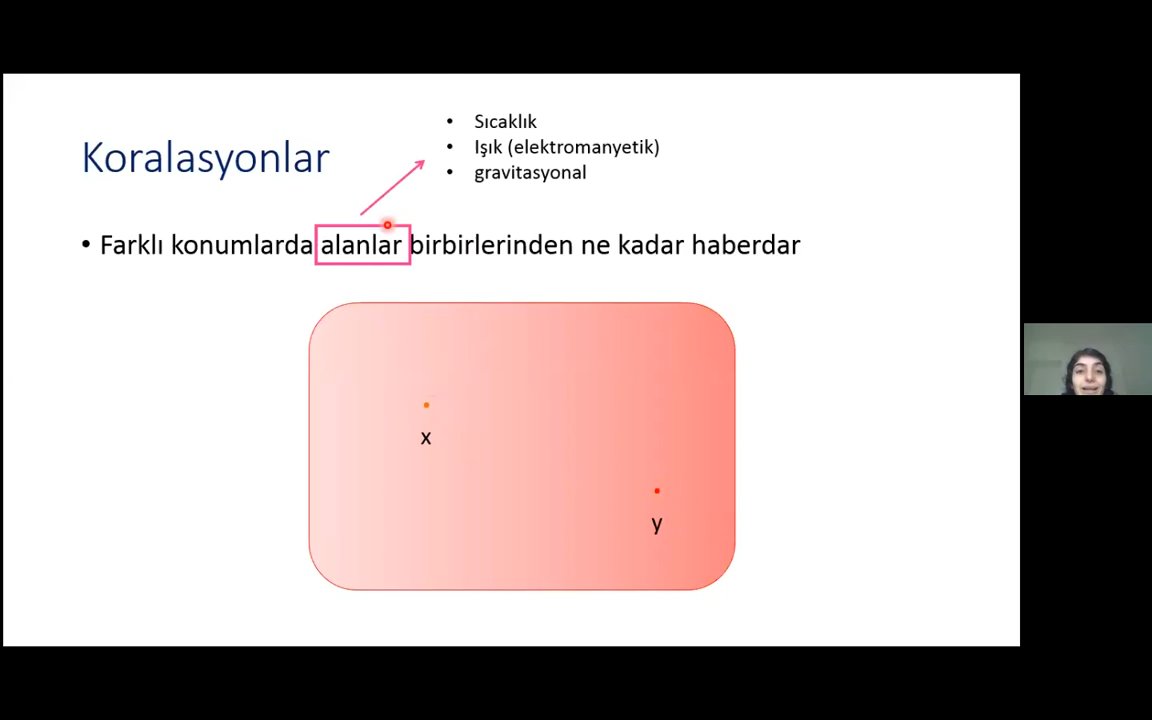 Koralasyonlar
• Sıcaklık
• Işık (elektromanyetik)
• gravitasyonal
• Farklı konumlarda alanlar birbirlerinden ne kadar haberdar
x
y